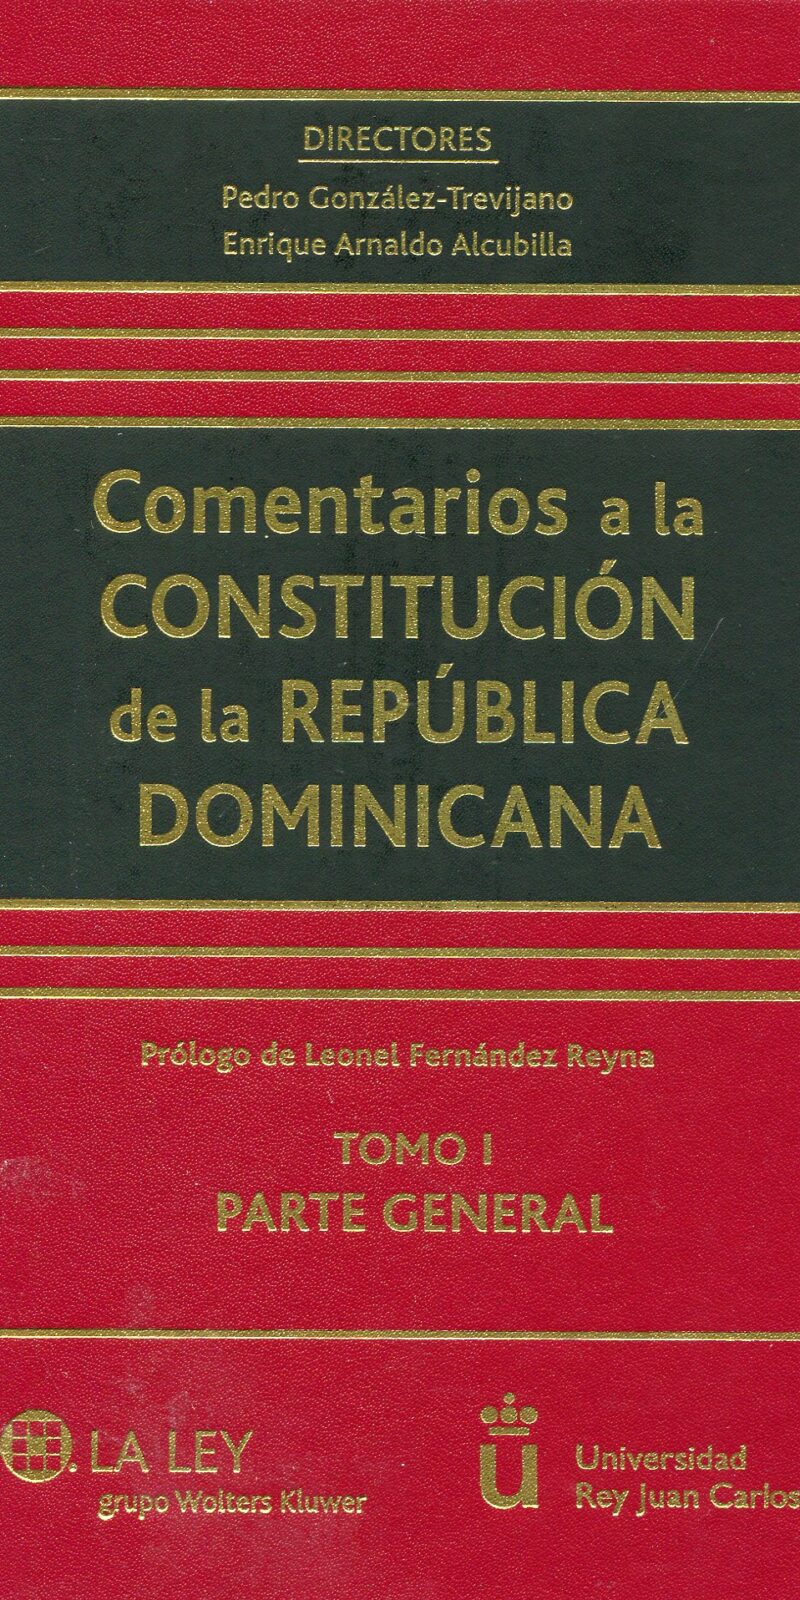 DIRECTORES
Pedro González-Trevijano
Enrique Arnaldo Alcubilla
Comentarios a la
CONSTITUCIÓN
de la REPÚBLICA
DOMINICANA
Prólogo de Leonel Fernández Reyna
TOMO I
PARTE GENERAL
LA LEY
grupo Wolters Kluwer
u
Universidad
Rey Juan Carlos